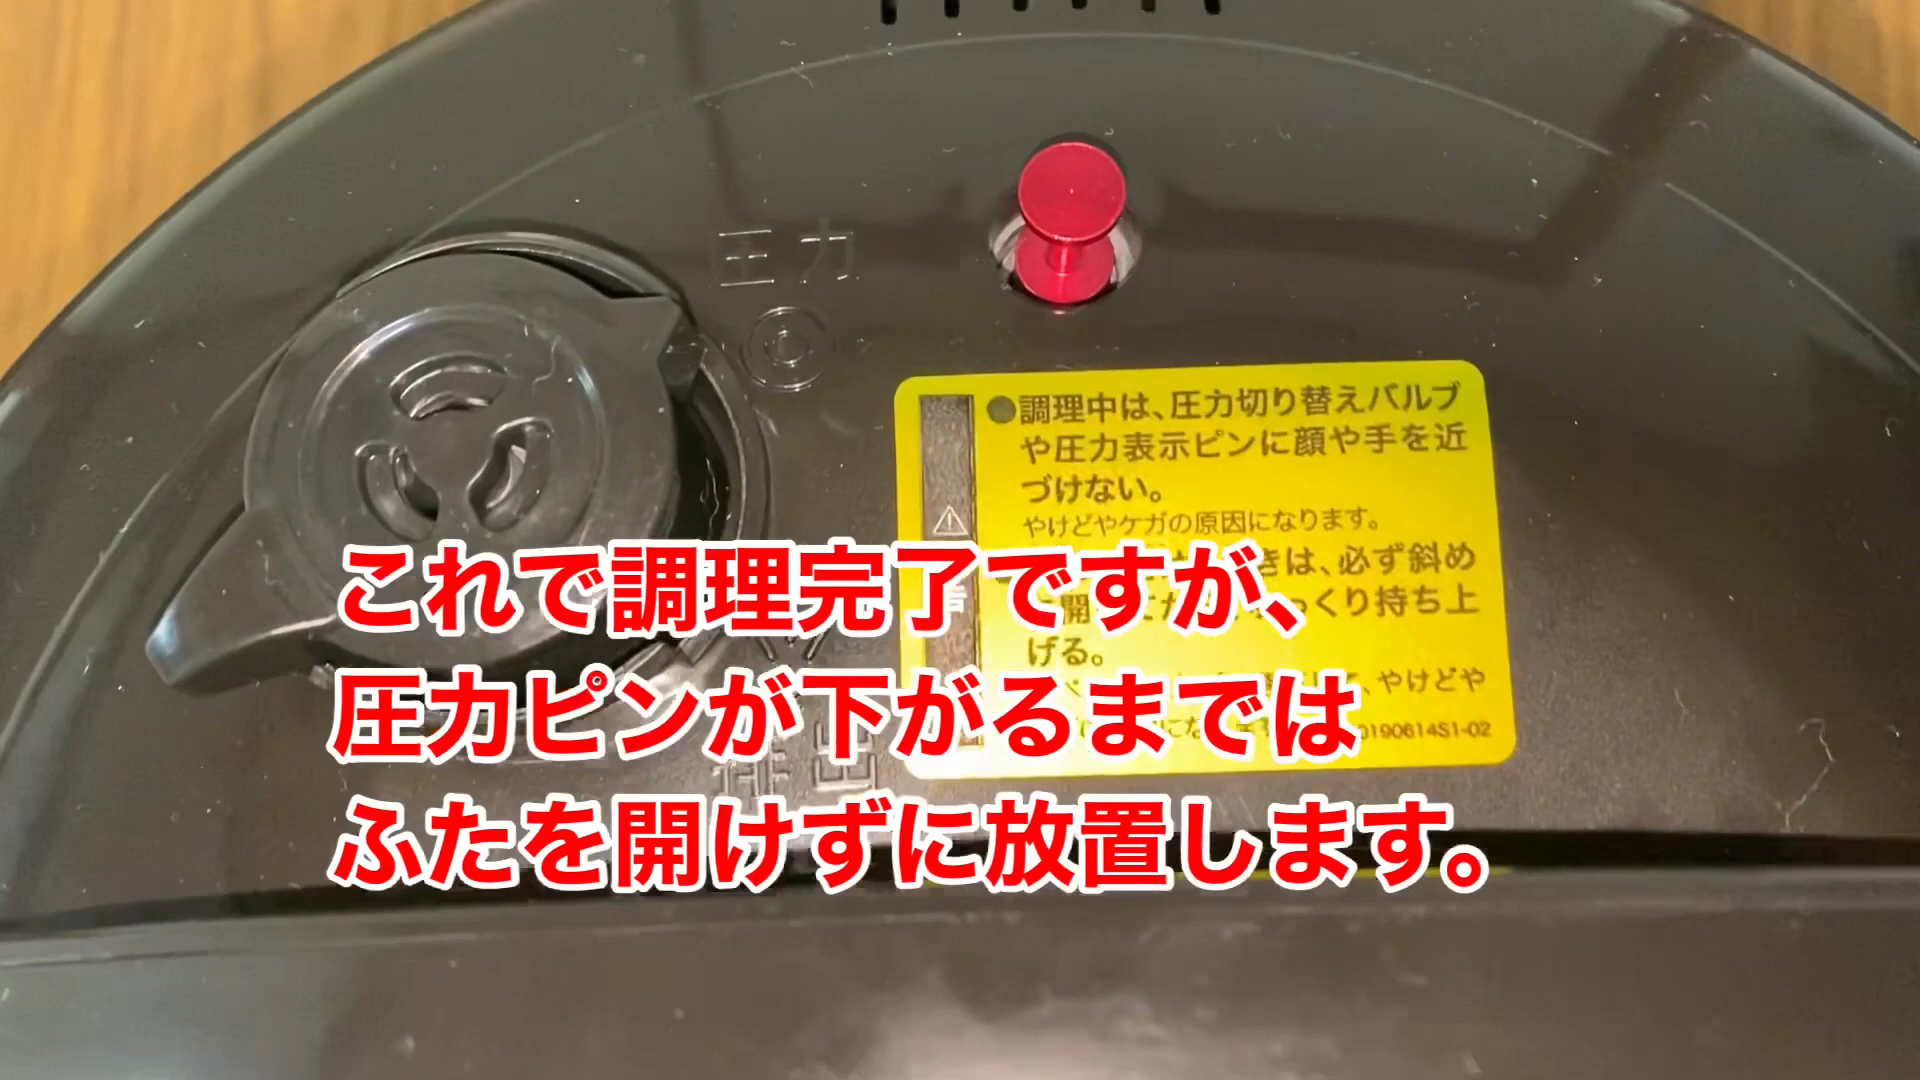 圧力
●調理中は、圧力切り替えバルブ
や圧力表示ピンに顔や手を近
づけない。
やけどやケガの原因になります。
きは、必ず斜め
くり持ち上
げる。
、やけどや
0190614S1-02
排出
これで調理完了ですが、
圧力ピンが下がるまでは
ふたを開けずに放置します。